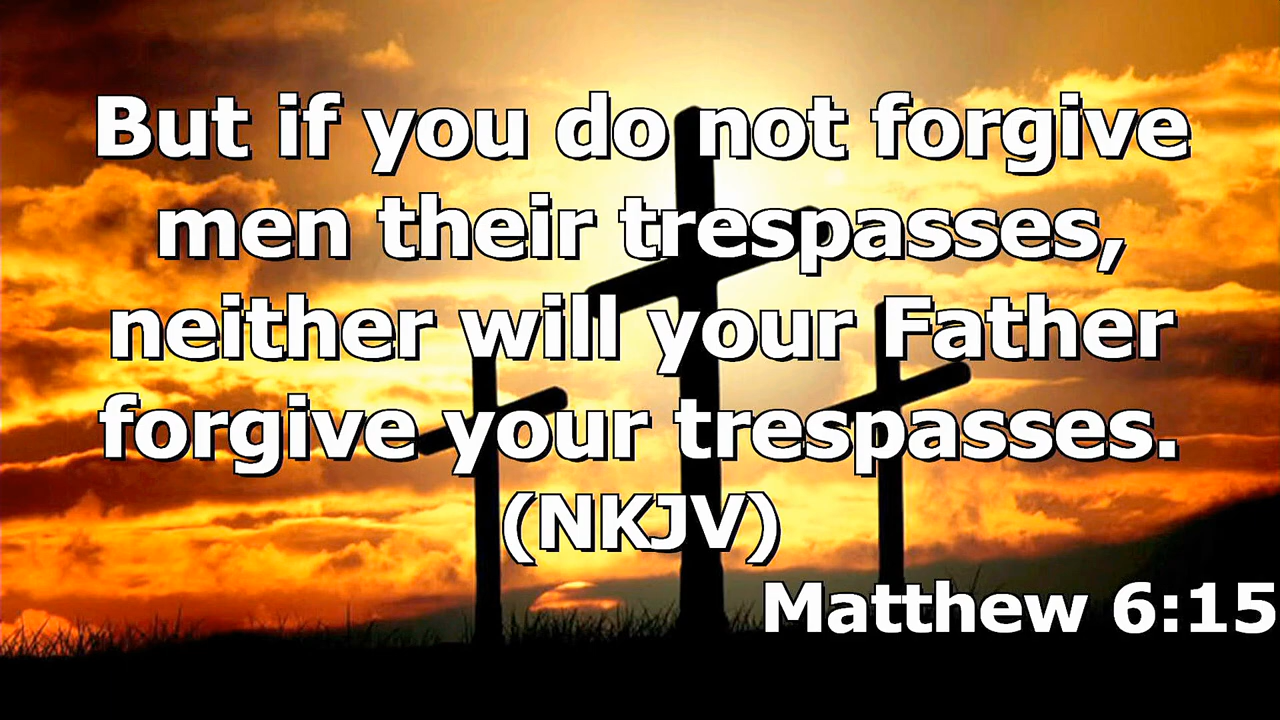 But if you do not forgive
men their trespasses,
neither will your Father
forgive your trespasses.
(NKJV)
Matthew 6:15